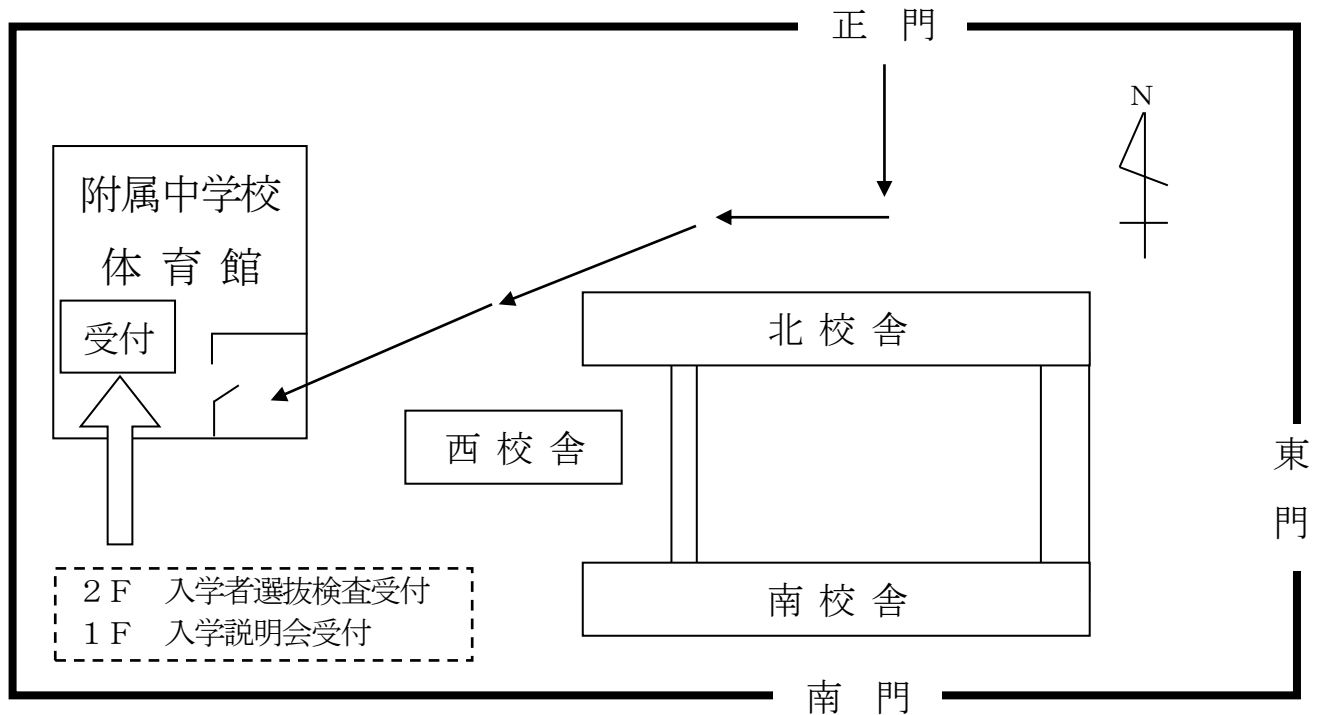 正 門
N
附属中学校
体 育 館
受付
北 校 舎
西 校 舎
東
門
２Ｆ　入学者選抜検査受付
１Ｆ　入学説明会受付
南 校 舎
南 門